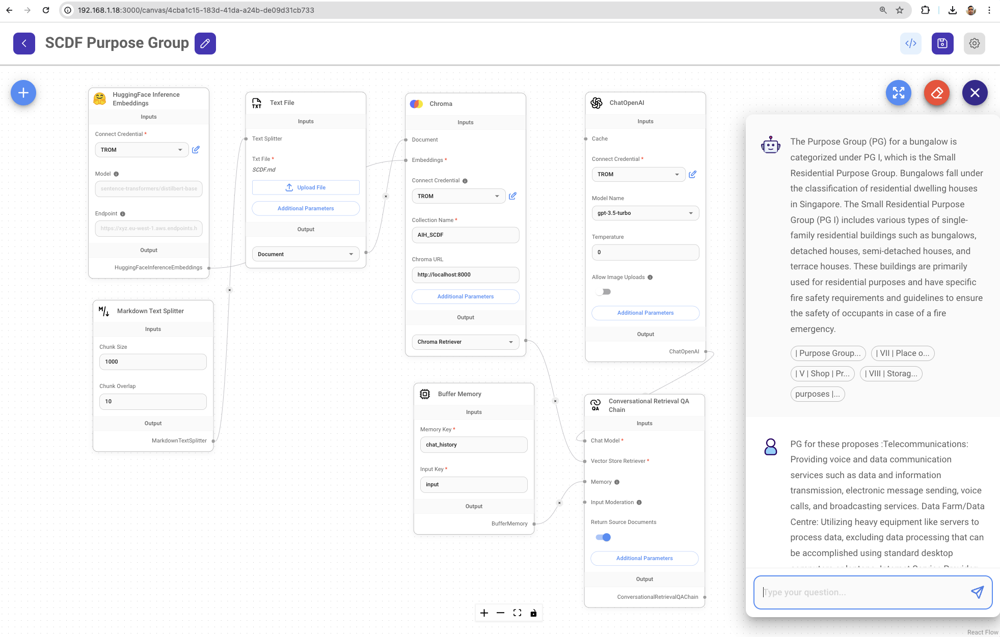 192.168.1.18:3000/canvas/4cba1c15-183d-41da-a24b-de09d31cb733
SCDF Purpose Group
HuggingFace Inference
Embeddings
Inputs
Connect Credential *
TROM
Model
sentence-transformers/distilbert-base
Endpoint
https://xyz.eu-west-1.aws.endpoints.h
Output
HuggingFaceInferenceEmbeddings
Markdown Text Splitter
Inputs
Chunk Size
1000
Chunk Overlap
10
Output
MarkdownTextSplitter
TXT
Text File
Inputs
Text Splitter
Txt File *
SCDF.md
Upload File
Additional Parameters
Output
Document
Chroma
Inputs
Document
Embeddings *
Connect Credential
TROM
Collection Name *
AIH_SCDF
Chroma URL
http://localhost:8000
Additional Parameters
Output
Chroma Retriever
Buffer Memory
Inputs
Memory Key *
chat_history
Input Key *
input
Output
BufferMemory
ChatOpenAI
Inputs
Cache
Connect Credential *
TROM
Model Name
gpt-3.5-turbo
Temperature
0
Allow Image Uploads
Additional Parameters
Output
ChatOpenAI
QA
Conversational Retrieval QA
Chain
Inputs
Chat Model *
Vector Store Retriever *
Memory
Input Moderation
Return Source Documents
Additional Parameters
Output
ConversationalRetrievalQAChain
The Purpose Group (PG) for a bungalow is
categorized under PG I, which is the Small
Residential Purpose Group. Bungalows fall under
the classification of residential dwelling houses
in Singapore. The Small Residential Purpose
Group (PG I) includes various types of single-
family residential buildings such as bungalows,
detached houses, semi-detached houses, and
terrace houses. These buildings are primarily
used for residential purposes and have specific
fire safety requirements and guidelines to ensure
the safety of occupants in case of a fire
emergency.
| Purpose Group...
| VII | Place o...
| V | Shop | Pr...
| VIII | Storag...
purposes |...
PG for these proposes :Telecommunications:
Providing voice and data communication
services such as data and information
transmission, electronic message sending, voice
calls, and broadcasting services. Data Farm/Data
Centre: Utilizing heavy equipment like servers to
process data, excluding data processing that can
be accomplished using standard desktop
Type your question...
React Flow